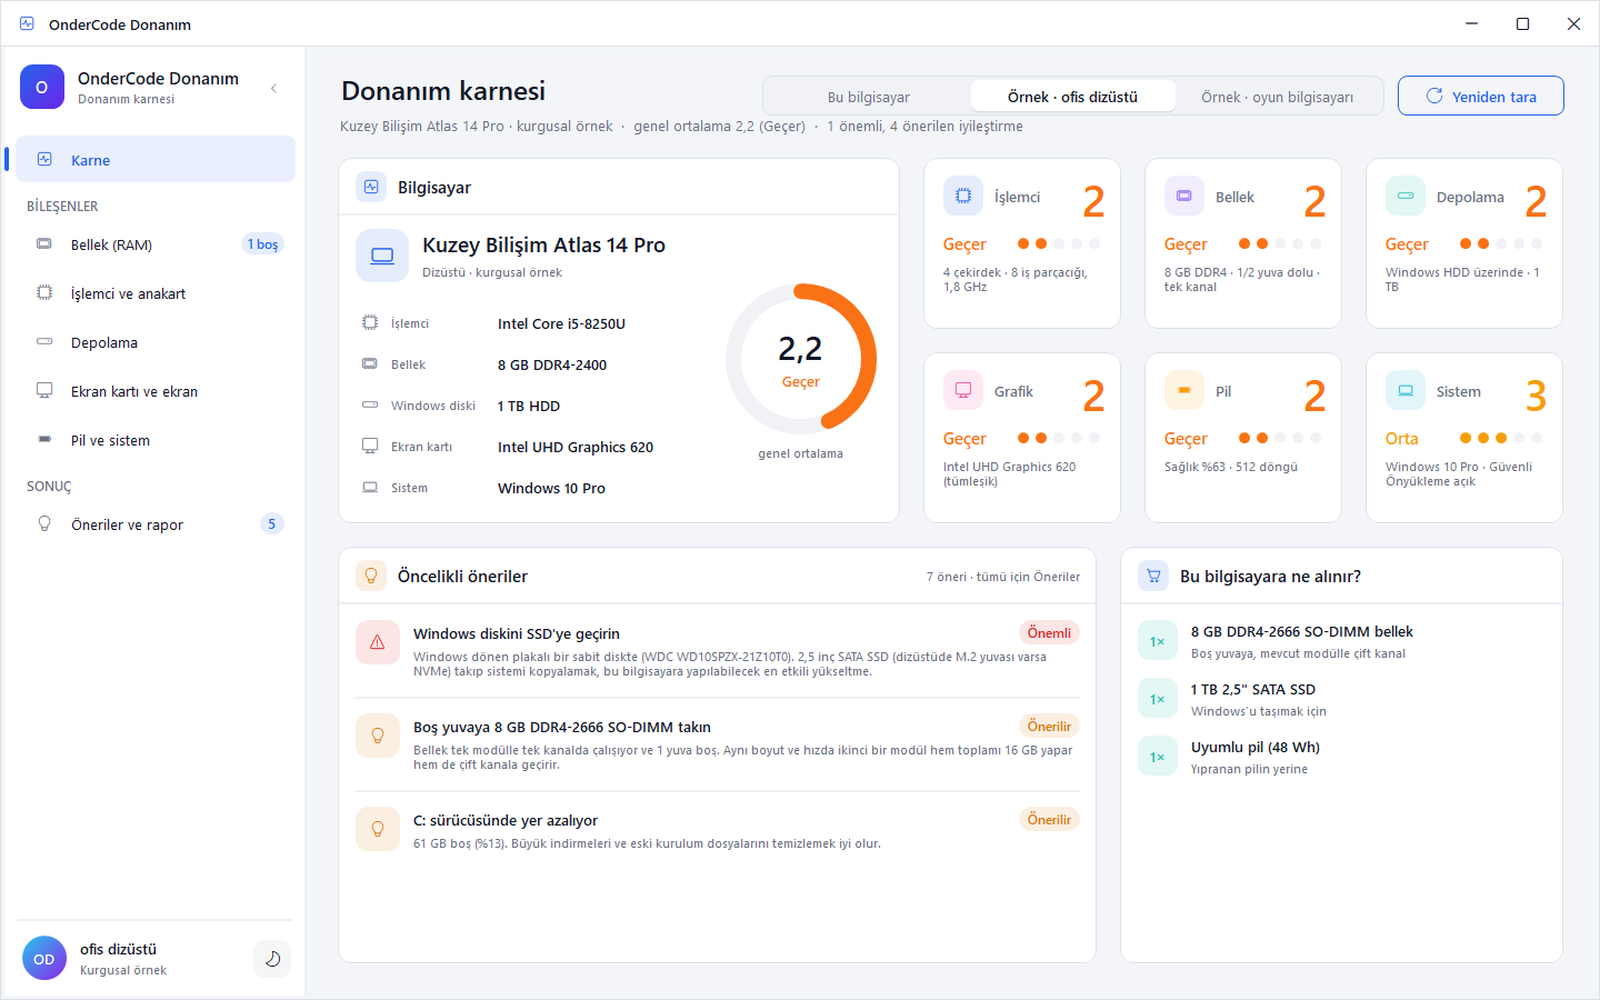 OnderCode Donanım
O
OnderCode Donanım
Donanım karnesi
Karne
BİLEŞENLER
Bellek (RAM)
1 boş
İşlemci ve anakart
Depolama
Ekran kartı ve ekran
Pil ve sistem
SONUÇ
Öneriler ve rapor
5
OD
ofis dizüstü
Kurgusal örnek
Donanım karnesi
Bu bilgisayar
Örnek · ofis dizüstü
Örnek · oyun bilgisayarı
Yeniden tara
Kuzey Bilişim Atlas 14 Pro · kurgusal örnek · genel ortalama 2,2 (Geçer) · 1 önemli, 4 önerilen iyileştirme
Bilgisayar
Kuzey Bilişim Atlas 14 Pro
Dizüstü · kurgusal örnek
İşlemci
Intel Core i5-8250U
Bellek
8 GB DDR4-2400
Windows diski
1 TB HDD
Ekran kartı
Intel UHD Graphics 620
Sistem
Windows 10 Pro
2,2
Geçer
genel ortalama
İşlemci
2
Geçer
4 çekirdek · 8 iş parçacığı,
1,8 GHz
Bellek
2
Geçer
8 GB DDR4 · 1/2 yuva dolu ·
tek kanal
Depolama
2
Geçer
Windows HDD üzerinde · 1
TB
Grafik
2
Geçer
Intel UHD Graphics 620
(tümleşik)
Pil
2
Geçer
Sağlık %63 · 512 döngü
Sistem
3
Orta
Windows 10 Pro · Güvenli
Önyükleme açık
Öncelikli öneriler
7 öneri · tümü için Öneriler
Windows diskini SSD'ye geçirin
Önemli
Windows dönen plakalı bir sabit diskte (WDC WD10SPZX-21Z10T0). 2,5 inç SATA SSD (dizüstüde M.2 yuvası varsa
NVMe) takıp sistemi kopyalamak, bu bilgisayara yapılabilecek en etkili yükseltme.
Boş yuvaya 8 GB DDR4-2666 SO-DIMM takın
Önerilir
Bellek tek modülle tek kanalda çalışıyor ve 1 yuva boş. Aynı boyut ve hızda ikinci bir modül hem toplamı 16 GB yapar
hem de çift kanala geçirir.
C: sürücüsünde yer azalıyor
Önerilir
61 GB boş (%13). Büyük indirmeleri ve eski kurulum dosyalarını temizlemek iyi olur.
Bu bilgisayara ne alınır?
1×
8 GB DDR4-2666 SO-DIMM bellek
Boş yuvaya, mevcut modülle çift kanal
1×
1 TB 2,5" SATA SSD
Windows'u taşımak için
1×
Uyumlu pil (48 Wh)
Yıpranan pilin yerine